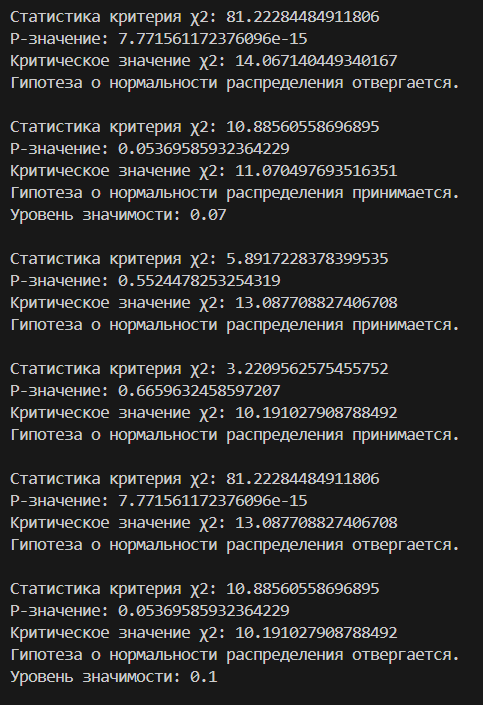 Статистика критерия χ2: 81.22284484911806
P-значение: 7.771561172376096e-15
Критическое значение χ2: 14.067140449340167
Гипотеза о нормальности распределения отвергается.
Статистика критерия χ2: 10.88560558696895
P-значение: 0.05369585932364229
Критическое значение χ2: 11.070497693516351
Гипотеза о нормальности распределения принимается.
Уровень значимости: 0.07
Статистика критерия χ2: 5.8917228378399535
P-значение: 0.5524478253254319
Критическое значение χ2: 13.087708827406708
Гипотеза о нормальности распределения принимается.
Статистика критерия χ2: 3.2209562575455752
P-значение: 0.6659632458597207
Критическое значение χ2: 10.191027908788492
Гипотеза о нормальности распределения принимается.
Статистика критерия χ2: 81.22284484911806
P-значение: 7.771561172376096e-15
Критическое значение χ2: 13.087708827406708
Гипотеза о нормальности распределения отвергается.
Статистика критерия χ2: 10.88560558696895
P-значение: 0.05369585932364229
Критическое значение χ2: 10.191027908788492
Гипотеза о нормальности распределения отвергается.
Уровень значимости: 0.1